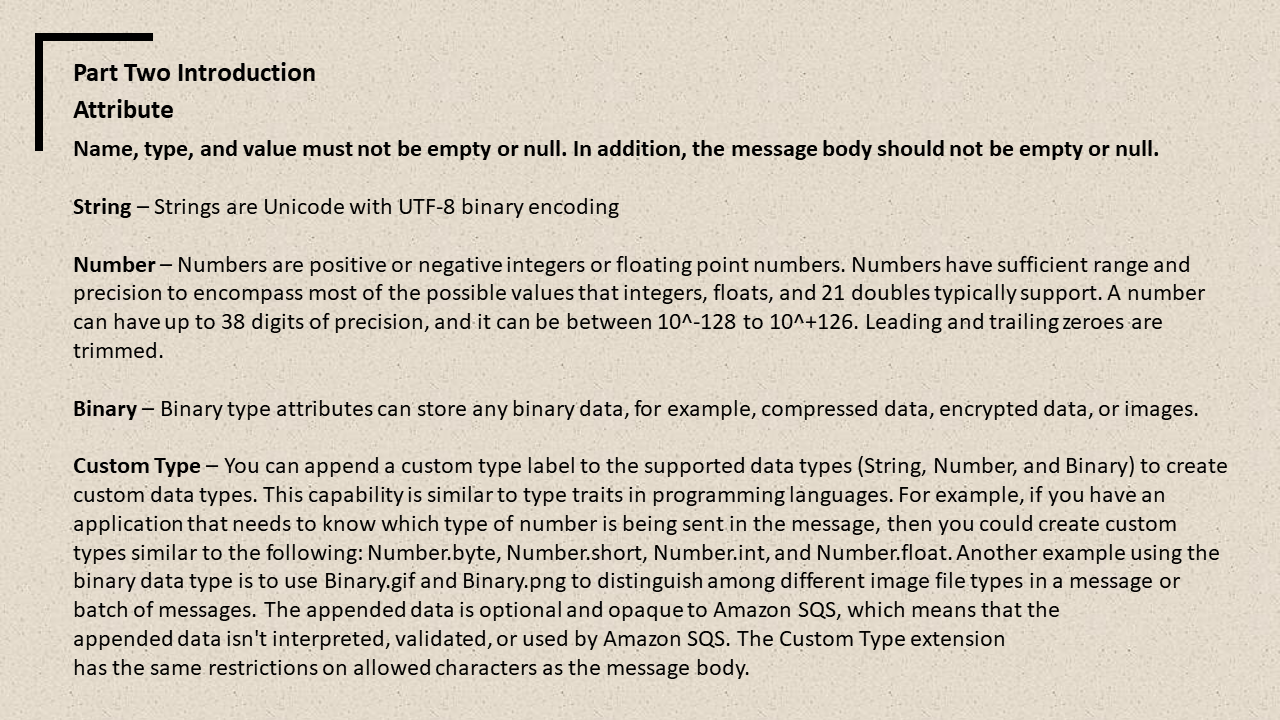 Part Two Introduction
Attribute
Name, type, and value must not be empty or null. In addition, the message body should not be empty or null.
String – Strings are Unicode with UTF-8 binary encoding
Number – Numbers are positive or negative integers or floating point numbers. Numbers have sufficient range and
precision to encompass most of the possible values that integers, floats, and 21 doubles typically support. A number
can have up to 38 digits of precision, and it can be between 10^-128 to 10^+126. Leading and trailing zeroes are
trimmed.
Binary – Binary type attributes can store any binary data, for example, compressed data, encrypted data, or images.
Custom Type – You can append a custom type label to the supported data types (String, Number, and Binary) to create
custom data types. This capability is similar to type traits in programming languages. For example, if you have an
application that needs to know which type of number is being sent in the message, then you could create custom
types similar to the following: Number.byte, Number.short, Number.int, and Number.float. Another example using the
binary data type is to use Binary.gif and Binary.png to distinguish among different image file types in a message or
batch of messages. The appended data is optional and opaque to Amazon SQS, which means that the
appended data isn't interpreted, validated, or used by Amazon SQS. The Custom Type extension
has the same restrictions on allowed characters as the message body.